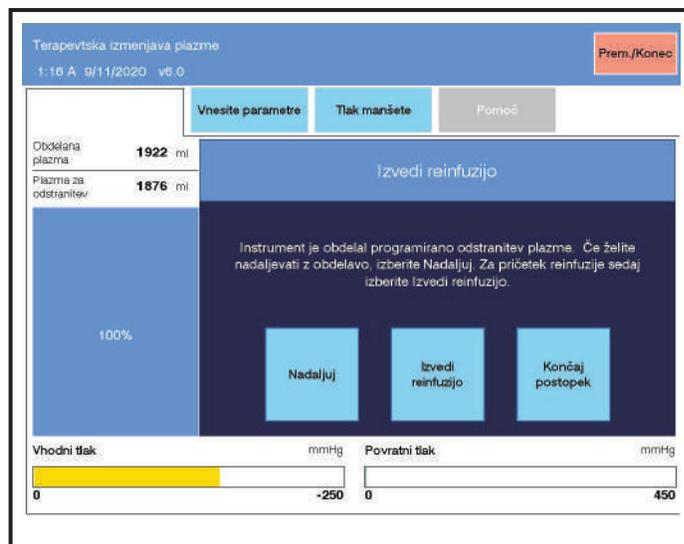 Terapevtska izmenjava plazme
1:16 A 9/11/2020 v6.0
Prem./Konec
Vnesite parametre
Tlak manšete
Pomoč
Obdelana
plazma
1922 ml
Plazma za
odstranitev
1876 ml
100%
Izvedi reinfuzijo
Instrument je obdelal programirano odstranitev plazme. Če želite
nadaljevati z obdelavo, izberite Nadaljuj. Za pričetek reinfuzije sedaj
izberite Izvedi reinfuzijo.
Nadaljuj
Izvedi
reinfuzijo
Končaj
postopek
Vhodni tlak mmHg
0 -250
Povratni tlak mmHg
0 450